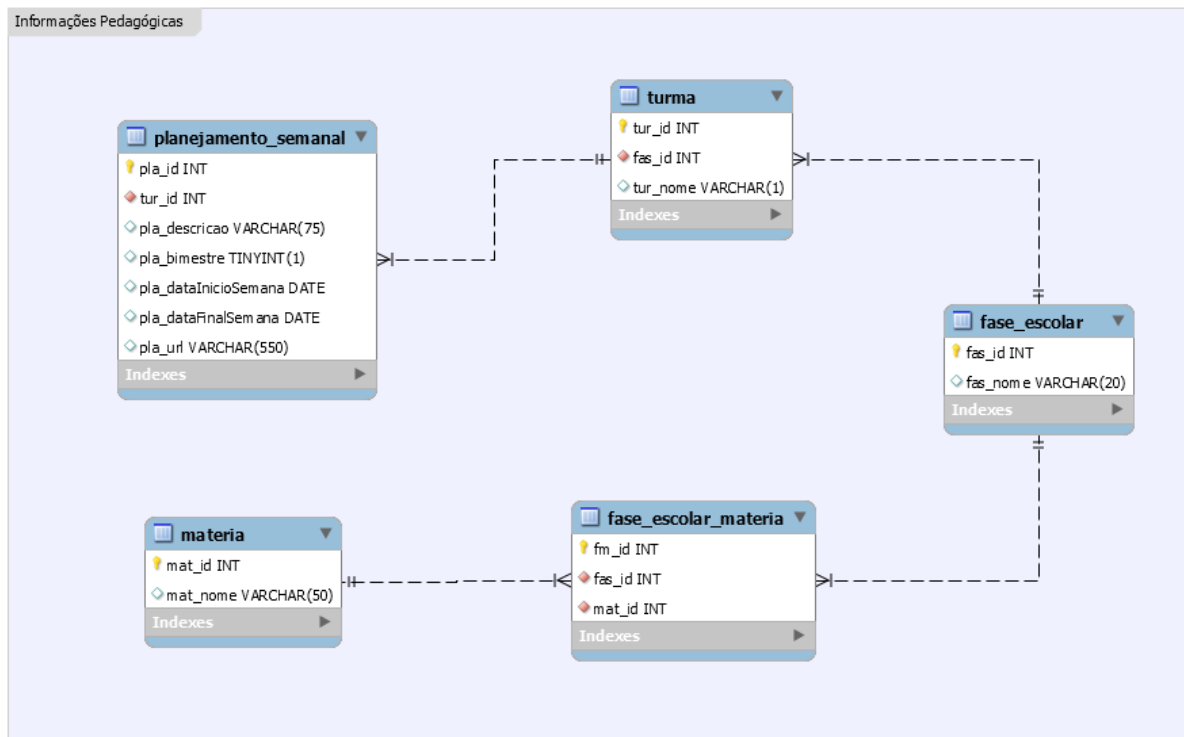 Informações Pedagógicas
planejamento_semanal
pla_id INT
tur_id INT
pla_descricao VARCHAR(75)
pla_bimestre TINYINT(1)
pla_dataInicioSemana DATE
pla_dataFinalSemana DATE
pla_url VARCHAR(550)
Indexes
turma
tur_id INT
fas_id INT
tur_nome VARCHAR(1)
Indexes
fase_escolar
fas_id INT
fas_nome VARCHAR(20)
Indexes
materia
mat_id INT
mat_nome VARCHAR(50)
Indexes
fase_escolar_materia
fm_id INT
fas_id INT
mat_id INT
Indexes